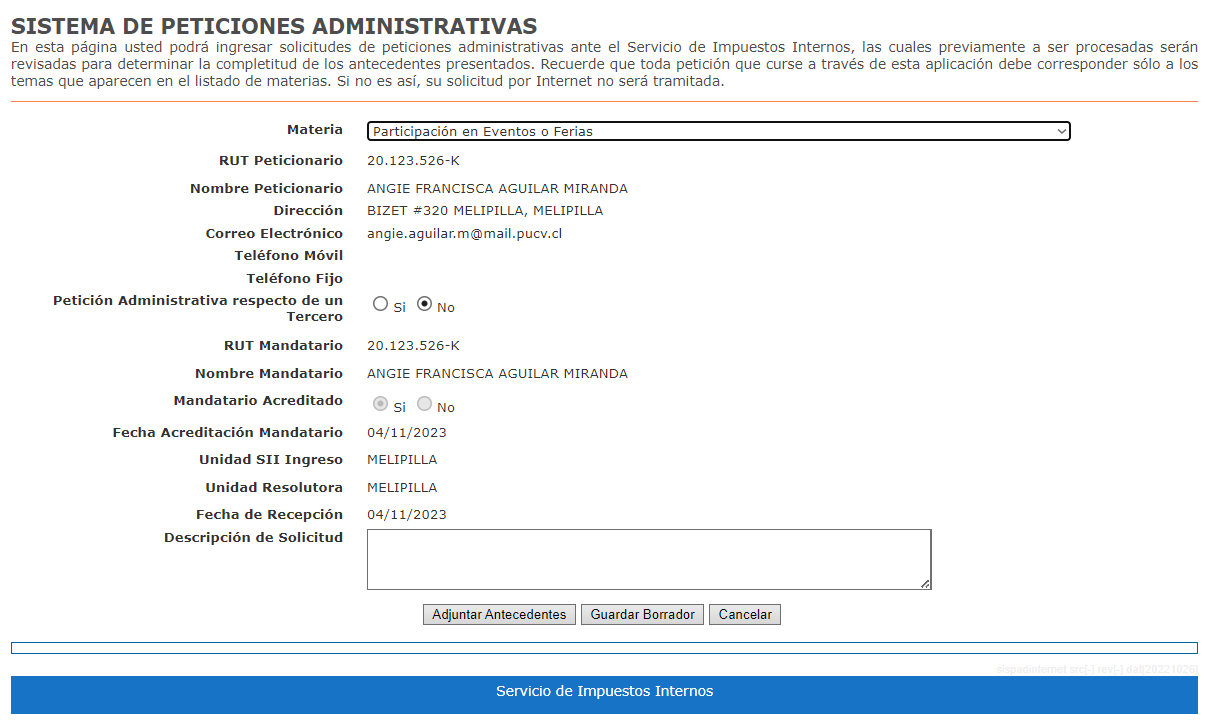 SISTEMA DE PETICIONES ADMINISTRATIVAS
En esta página usted podrá ingresar solicitudes de peticiones administrativas ante el Servicio de Impuestos Internos, las cuales previamente a ser procesadas serán
revisadas para determinar la completitud de los antecedentes presentados. Recuerde que toda petición que curse a través de esta aplicación debe corresponder sólo a los
temas que aparecen en el listado de materias. Si no es así, su solicitud por Internet no será tramitada.
Materia Participación en Eventos o Ferias
RUT Peticionario 20.123.526-K
Nombre Peticionario ANGIE FRANCISCA AGUILAR MIRANDA
Dirección BIZET #320 MELIPILLA, MELIPILLA
Correo Electrónico angie.aguilar.m@mail.pucv.cl
Teléfono Móvil
Teléfono Fijo
Petición Administrativa respecto de un
Tercero Si No
RUT Mandatario 20.123.526-K
Nombre Mandatario ANGIE FRANCISCA AGUILAR MIRANDA
Mandatario Acreditado Si No
Fecha Acreditación Mandatario 04/11/2023
Unidad SII Ingreso MELIPILLA
Unidad Resolutora MELIPILLA
Fecha de Recepción 04/11/2023
Descripción de Solicitud
Adjuntar Antecedentes Guardar Borrador Cancelar
sispadinternet src[-] rev[-] dall[20221026]
Servicio de Impuestos Internos